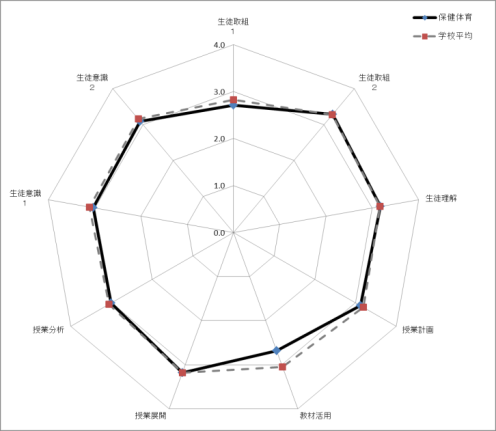 生徒取組
1
保健体育
学校平均
4.0
生徒意識
2
生徒取組
2
3.0
2.0
生徒意識
1
生徒理解
1.0
0.0
授業分析
授業計画
授業展開
教材活用